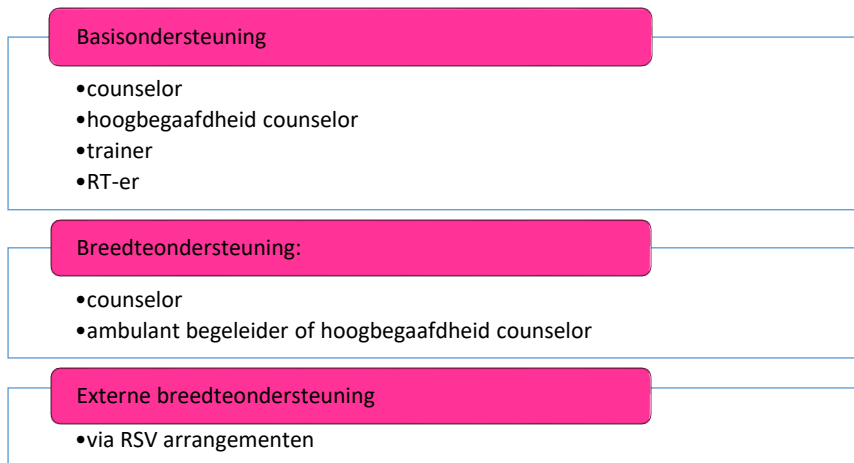 Basisondersteuning
•counselor
•hoogbegaafdheid counselor
•trainer
•RT-er
Breedteondersteuning:
•counselor
•ambulant begeleider of hoogbegaafdheid counselor
Externe breedteondersteuning
•via RSV arrangementen